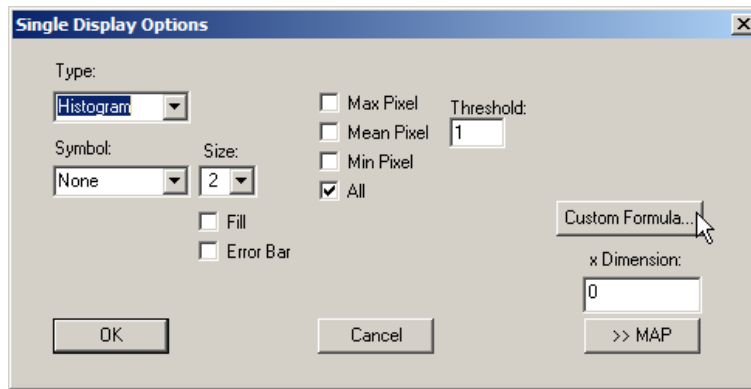 Single Display Options
Type:
Histogram
Symbol:
None
Size:
2
Fill
Error Bar
Max Pixel
Mean Pixel
Min Pixel
All
Threshold:
1
Custom Formula...
x Dimension:
0
OK
Cancel
>> MAP